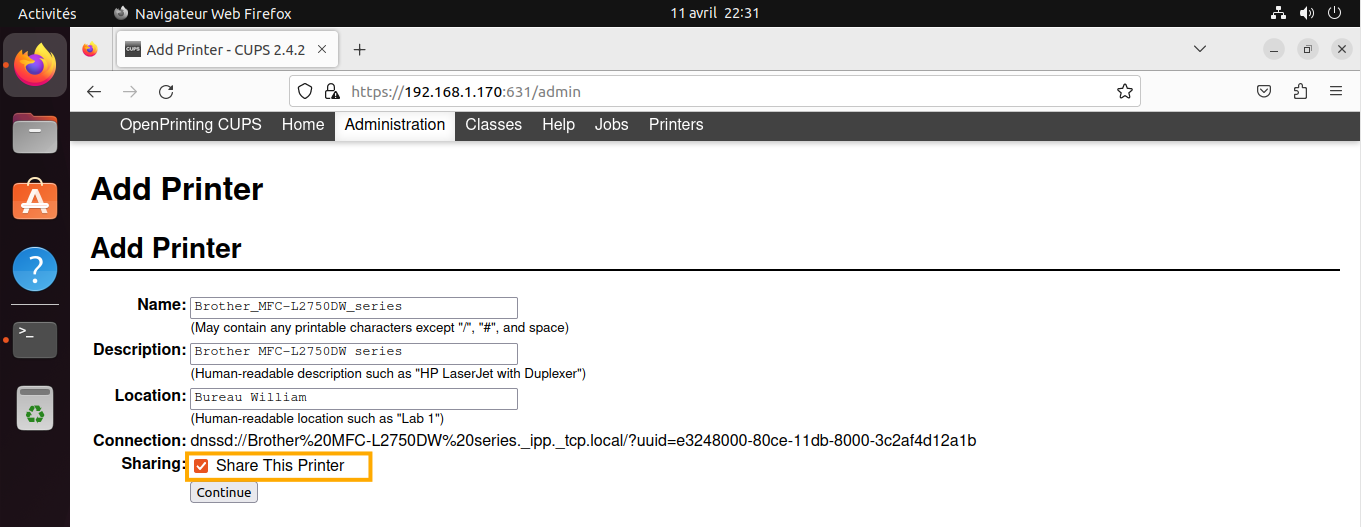 Activités Navigateur Web Firefox 11 avril 22:31
CUPS Add Printer - CUPS 2.4.2
https://192.168.1.170:631/admin
OpenPrinting CUPS Home Administration Classes Help Jobs Printers
Add Printer
Add Printer
Name: Brother_MFC-L2750DW_series
(May contain any printable characters except "/", "#", and space)
Description: Brother MFC-L2750DW series
(Human-readable description such as "HP LaserJet with Duplexer")
Location: Bureau William
(Human-readable location such as "Lab 1")
Connection: dnssd://Brother%20MFC-L2750DW%20series._ipp._tcp.local/?uuid=e3248000-80ce-11db-8000-3c2af4d12a1b
Sharing: Share This Printer
Continue